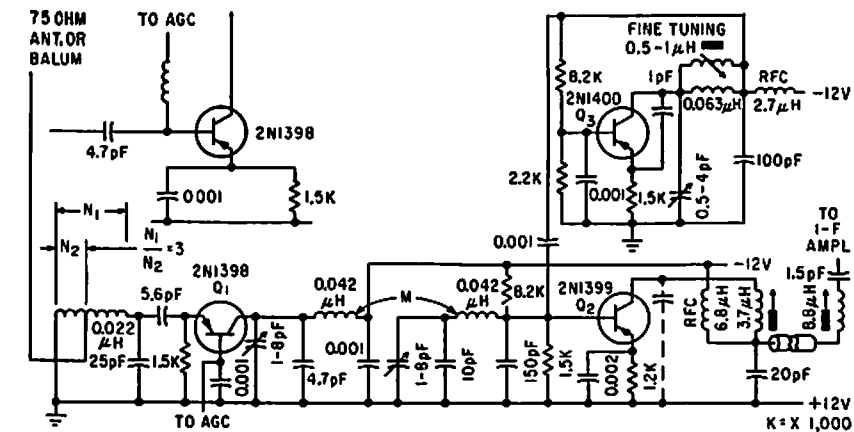 75 OHM
ANT. OR
BALUM
TO AGC
2N1398
4.7pF
0 001
1.5K
N₁
N₂
N₁/N₂ = 3
0.022
μH
5.6pF
2N1398
Q₁
25pF
1.5K
0.001
TO AGC
1-8pF
0.042
μH
M
0.042
μH
4.7pF
0.001
1-8pF
10pF
8.2K
150pF
1.5K
0.001
2N1399
Q₂
0.002
1.2K
8.2K
2.2K
2N1400
Q₃
0.001
1.5K
1pF
0.5-4pF
FINE TUNING
0.5-1μH
0.063μH
RFC
2.7μH
-12V
100pF
-12V
RFC
6.8μH
3.7μH
8.8μH
TO
1-F
AMPL
1.5pF
20pF
+12V
K = X 1,000